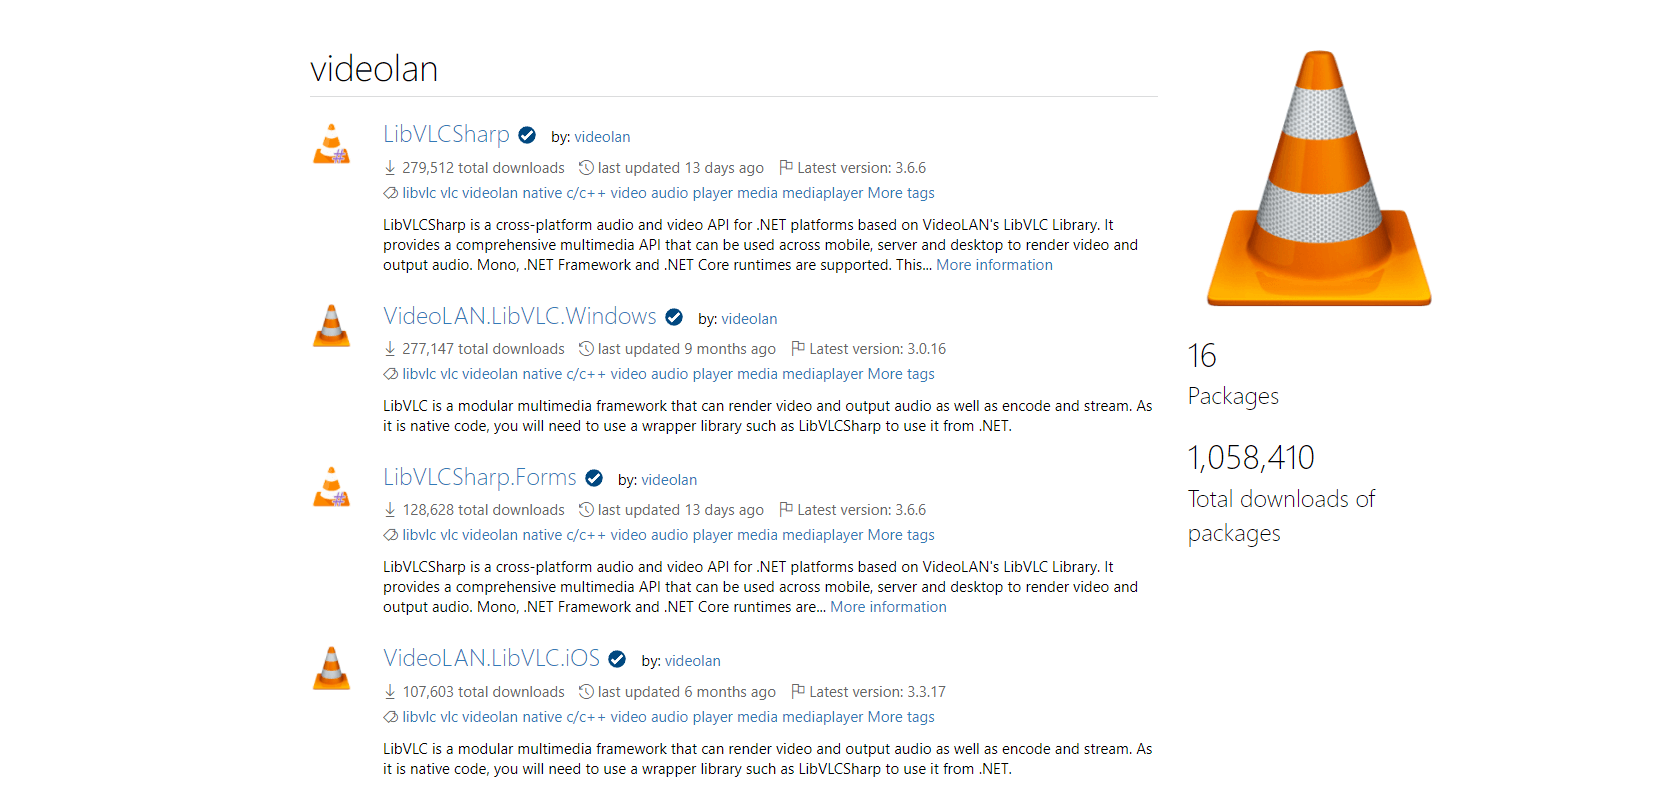 videolan
LibVLCSharp by: videolan
279,512 total downloads last updated 13 days ago Latest version: 3.6.6
libvlc vlc videolan native c/c++ video audio player media mediaplayer More tags
LibVLCSharp is a cross-platform audio and video API for .NET platforms based on VideoLAN's LibVLC Library. It
provides a comprehensive multimedia API that can be used across mobile, server and desktop to render video and
output audio. Mono, .NET Framework and .NET Core runtimes are supported. This... More information
VideoLAN.LibVLC.Windows by: videolan
277,147 total downloads last updated 9 months ago Latest version: 3.0.16
libvlc vlc videolan native c/c++ video audio player media mediaplayer More tags
LibVLC is a modular multimedia framework that can render video and output audio as well as encode and stream. As
it is native code, you will need to use a wrapper library such as LibVLCSharp to use it from .NET.
LibVLCSharp.Forms by: videolan
128,628 total downloads last updated 13 days ago Latest version: 3.6.6
libvlc vlc videolan native c/c++ video audio player media mediaplayer More tags
LibVLCSharp is a cross-platform audio and video API for .NET platforms based on VideoLAN's LibVLC Library. It
provides a comprehensive multimedia API that can be used across mobile, server and desktop to render video and
output audio. Mono, .NET Framework and .NET Core runtimes are... More information
VideoLAN.LibVLC.iOS by: videolan
107,603 total downloads last updated 6 months ago Latest version: 3.3.17
libvlc vlc videolan native c/c++ video audio player media mediaplayer More tags
LibVLC is a modular multimedia framework that can render video and output audio as well as encode and stream. As
it is native code, you will need to use a wrapper library such as LibVLCSharp to use it from .NET.
16
Packages
1,058,410
Total downloads of
packages